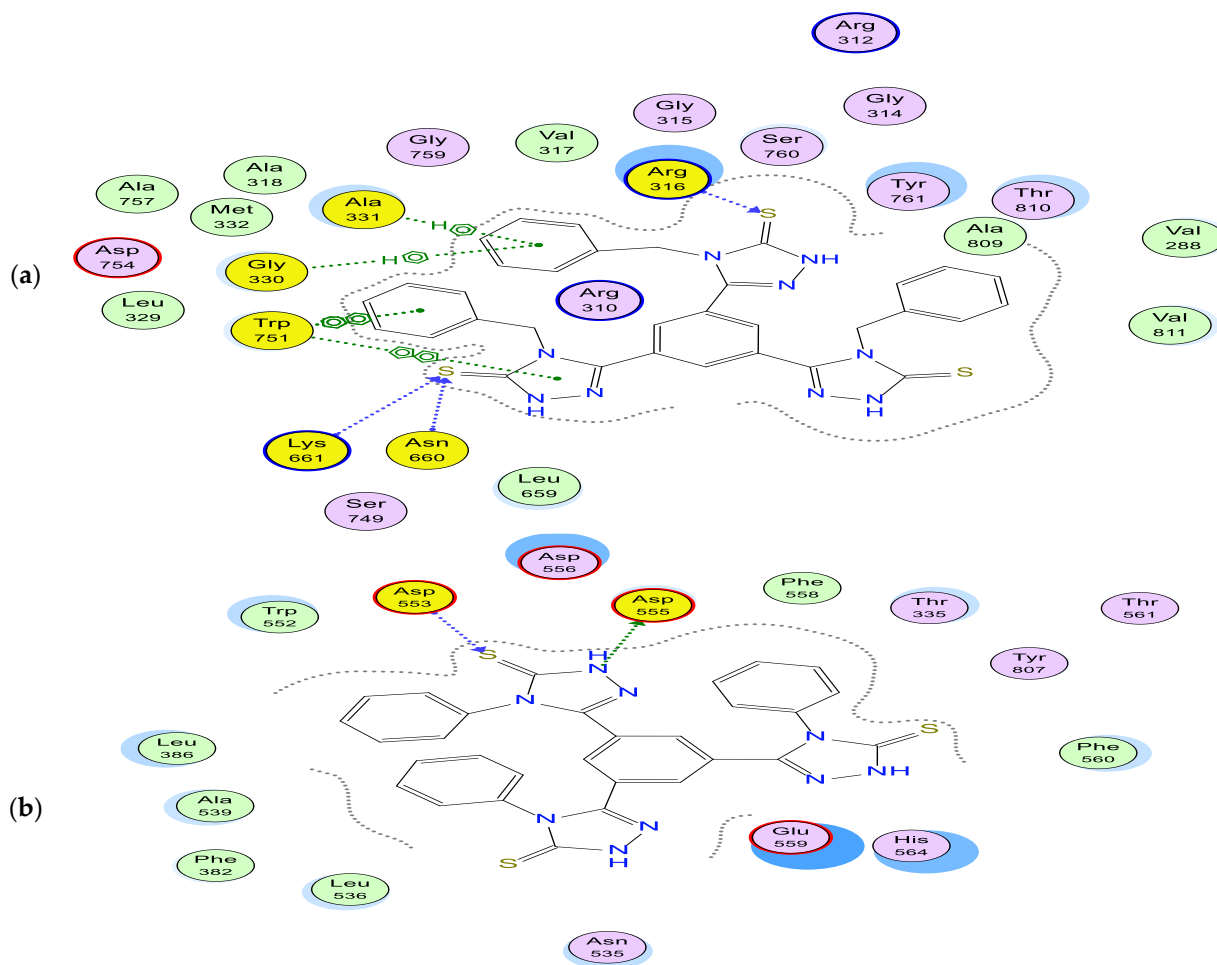 Arg
312
Gly
315
Gly
314
Val
317
Ser
760
Gly
759
Arg
316
Ala
318
Ala
757
Ala
331
Tyr
761
Thr
810
Met
332
S
Ala
809
Val
288
Asp
754
H
(a)
Gly
330
H
N
NH
N
Arg
310
Leu
329
Trp
751
Val
811
N
N
S
S
N
N
H
N
N
H
Lys
661
Asn
660
Leu
659
Ser
749
Asp
556
Asp
553
Asp
555
Phe
558
Trp
552
Thr
335
Thr
561
S
H
N
Tyr
807
N
N
S
N
Leu
386
Phe
560
N
NH
(b)
Ala
539
N
N
N
H
S
Glu
559
His
564
Phe
382
Leu
536
Asn
535